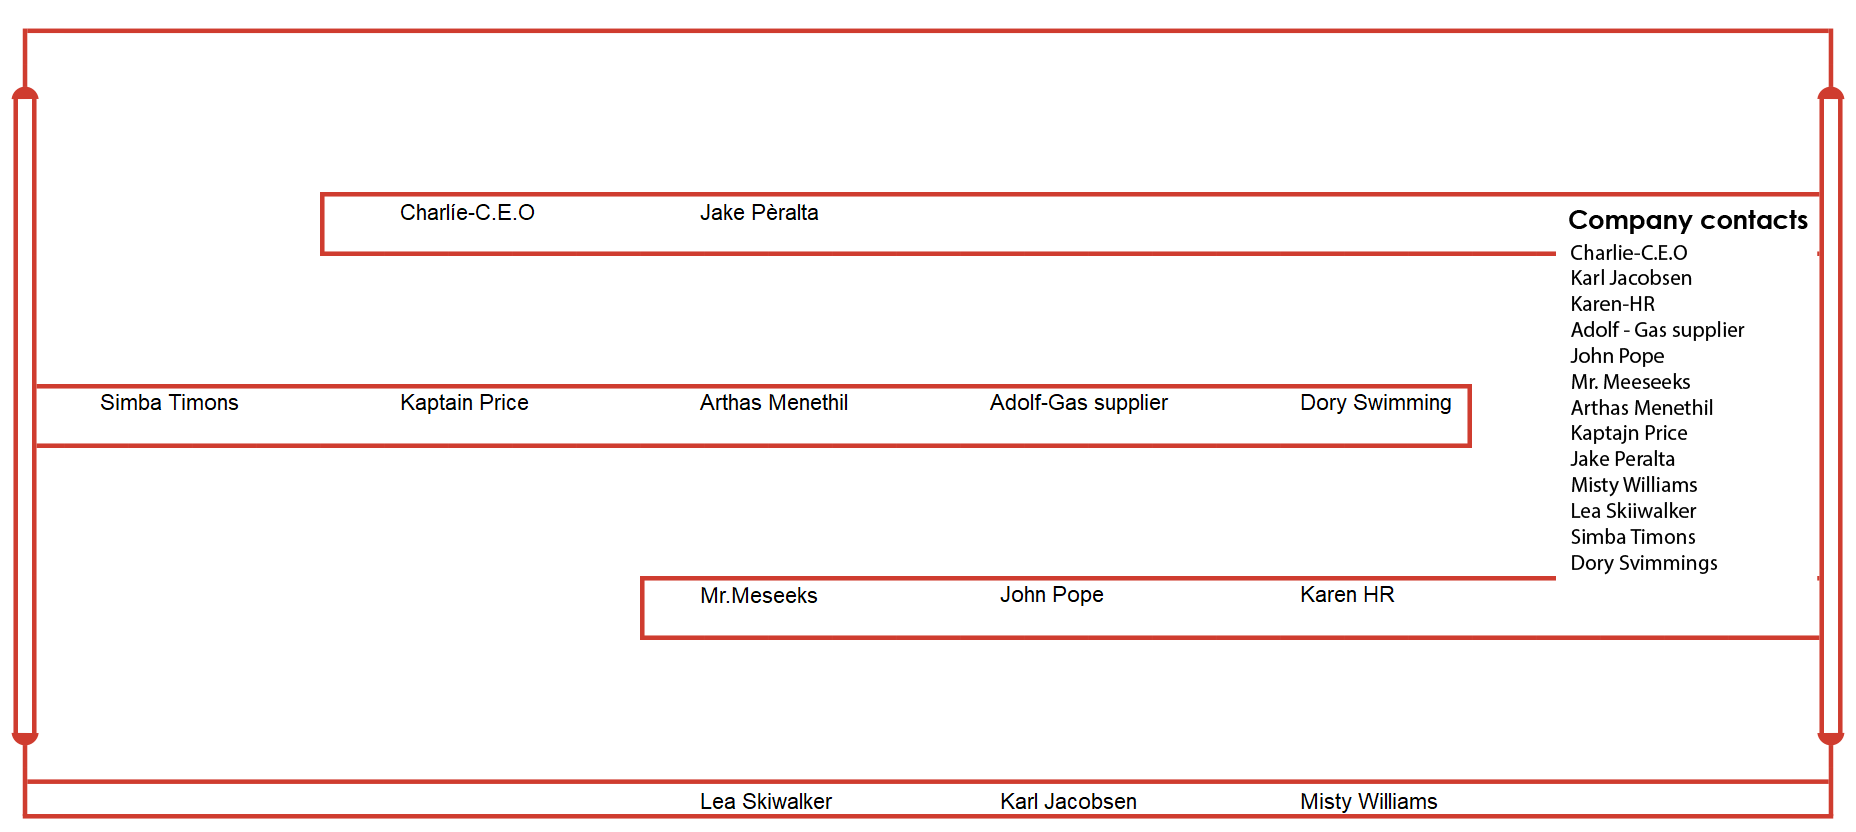 Charlíe-C.E.O
Jake Pèralta
Simba Timons
Kaptain Price
Arthas Menethil
Adolf-Gas supplier
Dory Swimming
Mr.Meseeks
John Pope
Karen HR
Lea Skiwalker
Karl Jacobsen
Misty Williams
Company contacts
Charlie-C.E.O
Karl Jacobsen
Karen-HR
Adolf - Gas supplier
John Pope
Mr. Meeseeks
Arthas Menethil
Kaptajn Price
Jake Peralta
Misty Williams
Lea Skiiwalker
Simba Timons
Dory Svimmings